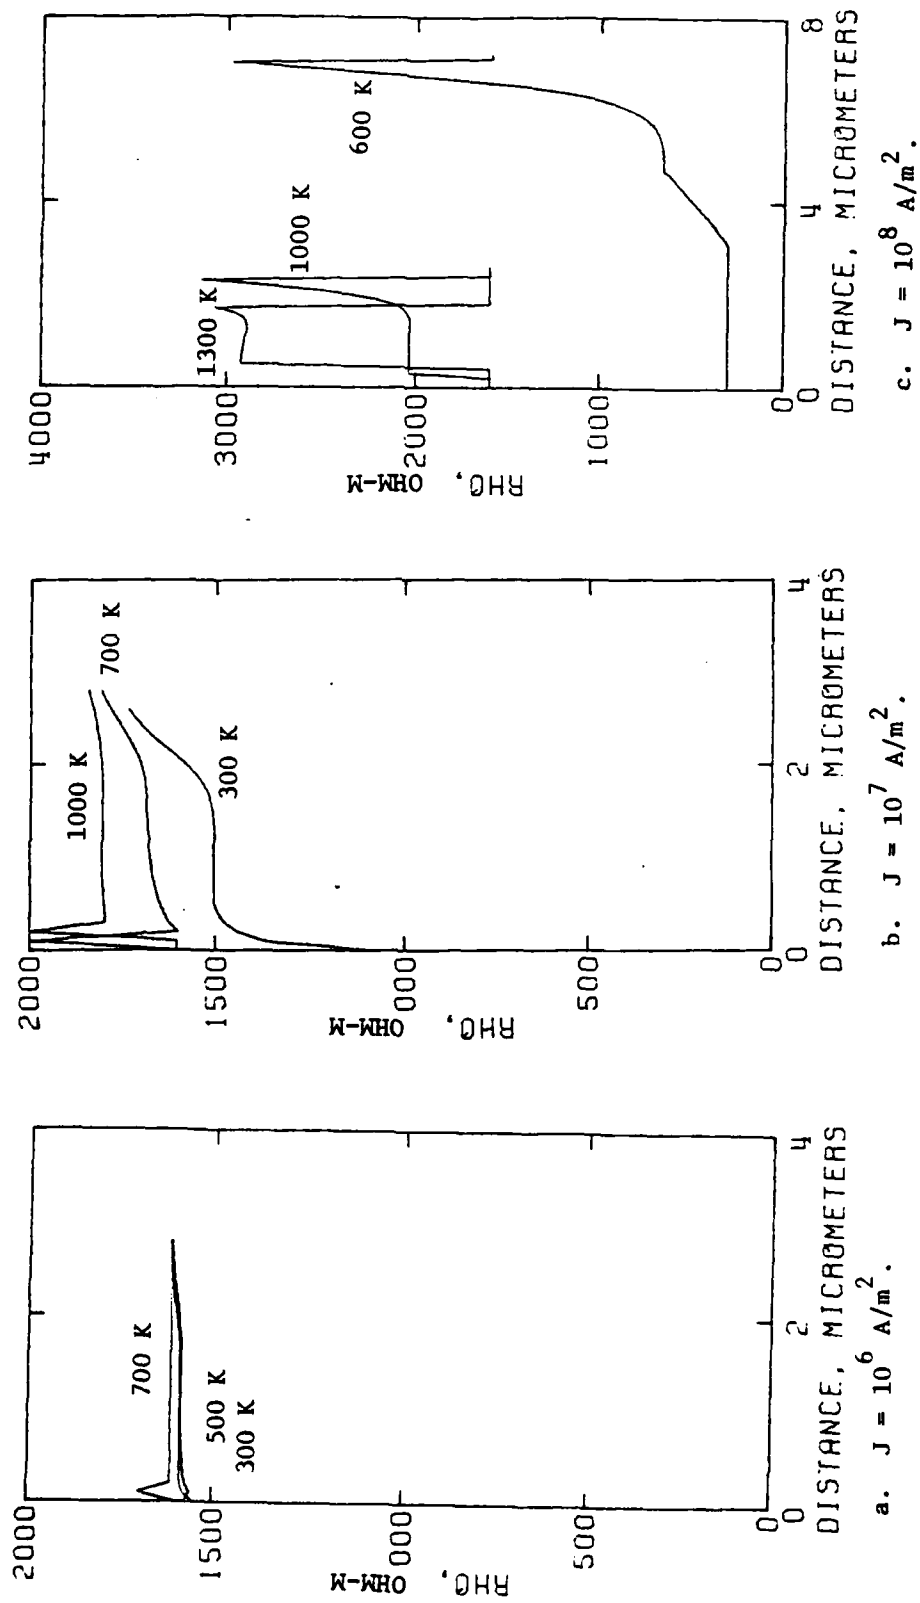 2000
1500
000
500
0
RHO, OHM-M
700 K
500 K
300 K
0
2
4
DISTANCE, MICROMETERS
a. J = 10^6 A/m^2.
2000
1500
000
500
0
RHO, OHM-M
1000 K
700 K
300 K
0
2
4
DISTANCE, MICROMETERS
b. J = 10^7 A/m^2.
4000
3000
2000
1000
0
RHO, OHM-M
1300 K
1000 K
600 K
0
4
8
DISTANCE, MICROMETERS
c. J = 10^8 A/m^2.